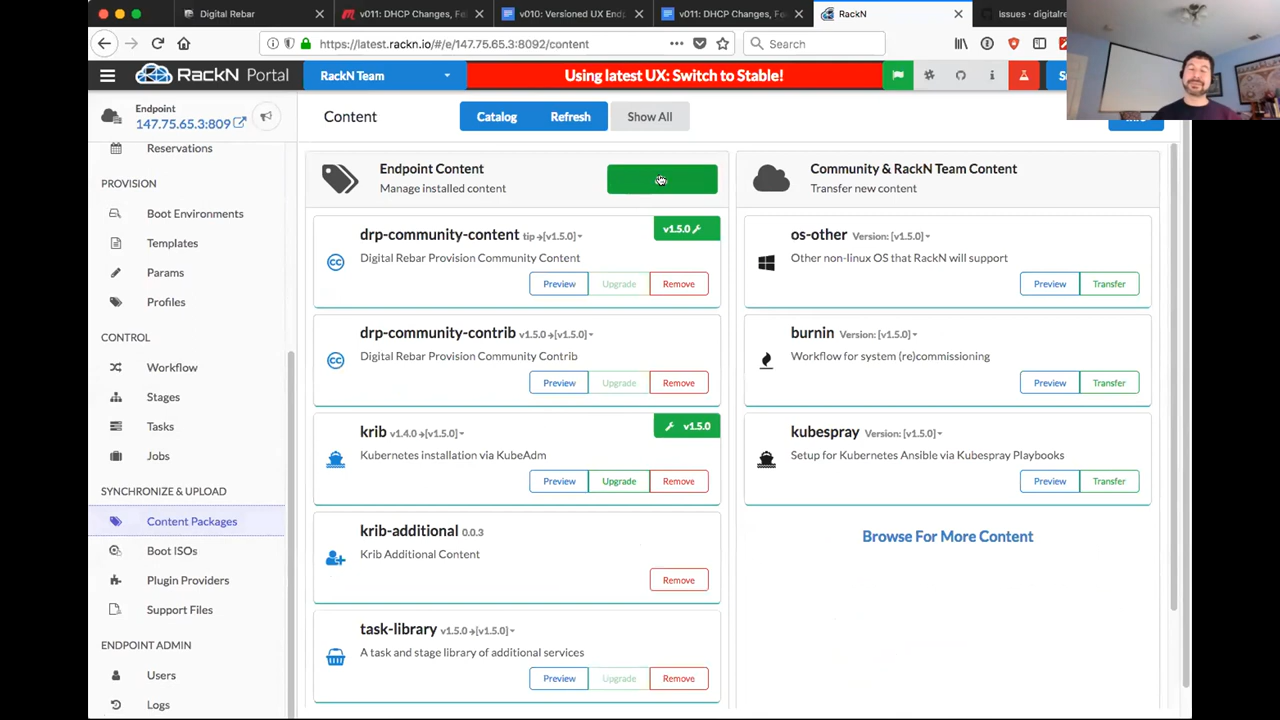 Digital Rebar
v011: DHCP Changes, Fe
v010: Versioned UX Endp
v011: DHCP Changes, Fe
RackN
Issues · digitalre
https://latest.rackn.io/#/e/147.75.65.3:8092/content
Search
RackN Portal
RackN Team
Using latest UX: Switch to Stable!
Endpoint
147.75.65.3:809
Reservations
PROVISION
Boot Environments
Templates
Params
Profiles
CONTROL
Workflow
Stages
Tasks
Jobs
SYNCHRONIZE & UPLOAD
Content Packages
Boot ISOs
Plugin Providers
Support Files
ENDPOINT ADMIN
Users
Logs
Content
Catalog
Refresh
Show All
Endpoint Content
Manage installed content
drp-community-content tip →[v1.5.0]
v1.5.0
Digital Rebar Provision Community Content
Preview Upgrade Remove
drp-community-contrib v1.5.0 →[v1.5.0]
Digital Rebar Provision Community Contrib
Preview Upgrade Remove
krib v1.4.0 →[v1.5.0]
v1.5.0
Kubernetes installation via KubeAdm
Preview Upgrade Remove
krib-additional 0.0.3
Krib Additional Content
Remove
task-library v1.5.0 →[v1.5.0]
A task and stage library of additional services
Preview Upgrade Remove
Community & RackN Team Content
Transfer new content
os-other Version: [v1.5.0]
Other non-linux OS that RackN will support
Preview Transfer
burnin Version: [v1.5.0]
Workflow for system (re)commissioning
Preview Transfer
kubespray Version: [v1.5.0]
Setup for Kubernetes Ansible via Kubespray Playbooks
Preview Transfer
Browse For More Content